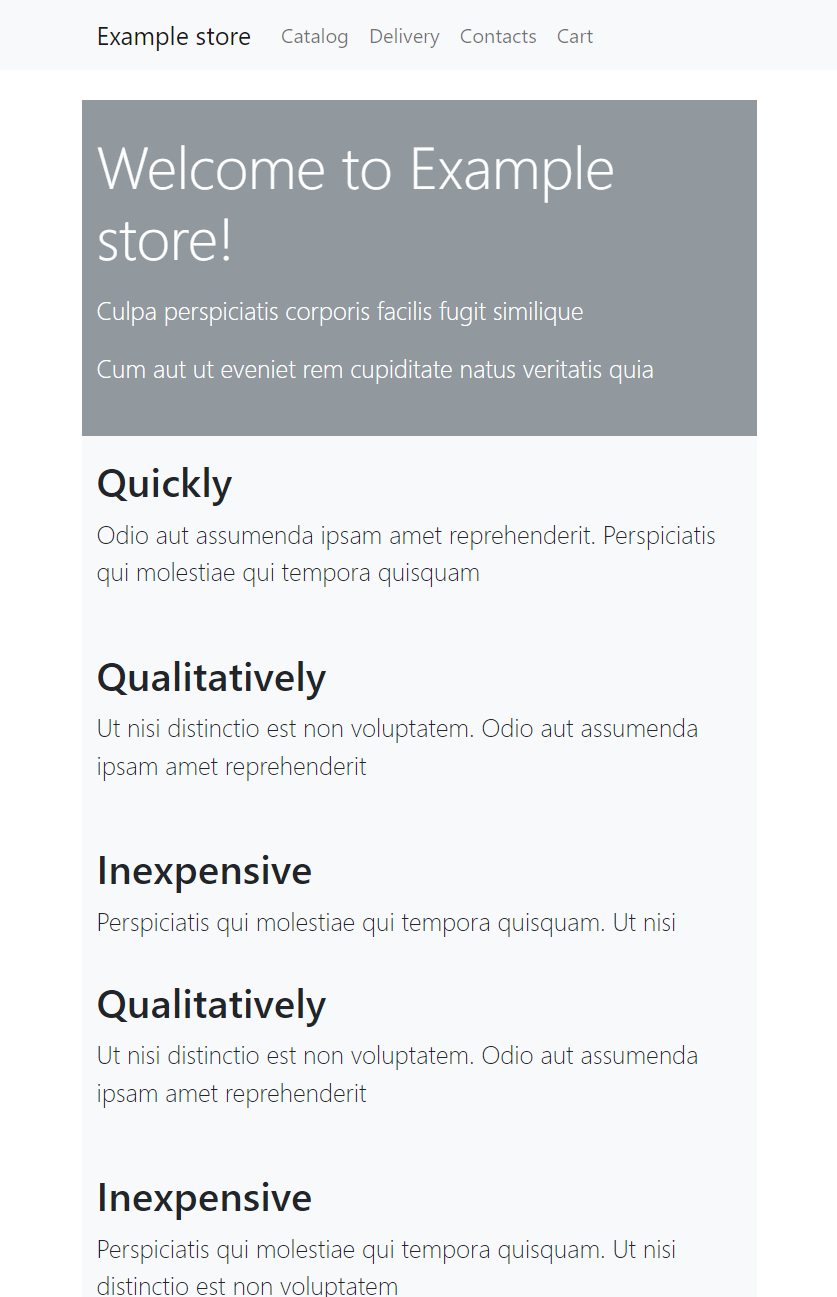 Example store Catalog Delivery Contacts Cart
Welcome to Example
store!
Culpa perspiciatis corporis facilis fugit similique
Cum aut ut eveniet rem cupiditate natus veritatis quia
Quickly
Odio aut assumenda ipsam amet reprehenderit. Perspiciatis
qui molestiae qui tempora quisquam
Qualitatively
Ut nisi distinctio est non voluptatem. Odio aut assumenda
ipsam amet reprehenderit
Inexpensive
Perspiciatis qui molestiae qui tempora quisquam. Ut nisi
Qualitatively
Ut nisi distinctio est non voluptatem. Odio aut assumenda
ipsam amet reprehenderit
Inexpensive
Perspiciatis qui molestiae qui tempora quisquam. Ut nisi
distinctio est non voluptatem